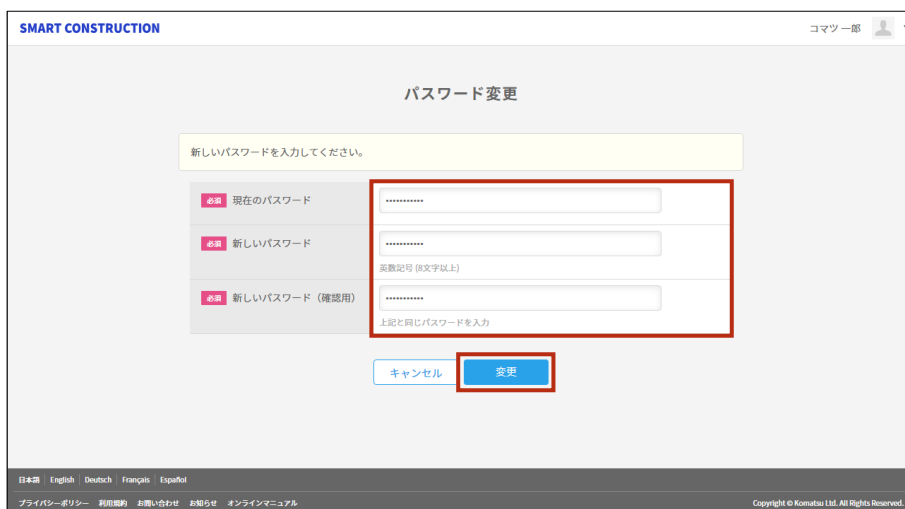 SMART CONSTRUCTION
コマツ 一郎
パスワード変更
新しいパスワードを入力してください。
必須 現在のパスワード
•••••••••••
必須 新しいパスワード
•••••••••••
英数記号 (8文字以上)
必須 新しいパスワード（確認用）
•••••••••••
上記と同じパスワードを入力
キャンセル 変更
日本語 English Deutsch Français Español
プライバシーポリシー 利用規約 お問い合わせ お知らせ オンラインマニュアル Copyright © Komatsu Ltd. All Rights Reserved.